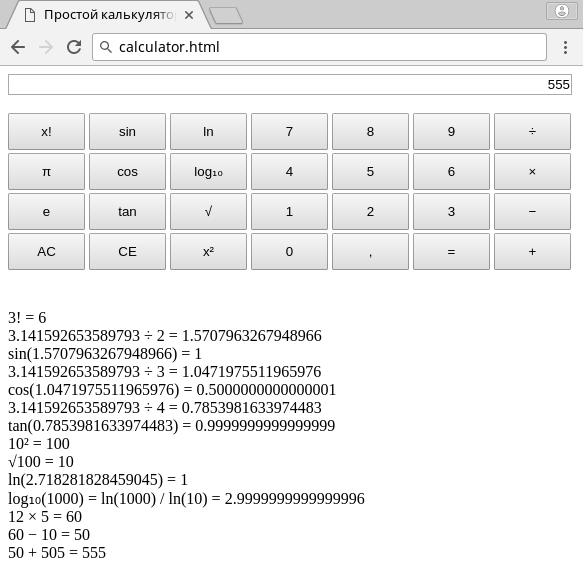 Простой калькулято
calculator.html
555
x! sin ln 7 8 9 ÷
π cos log₁₀ 4 5 6 ×
e tan √ 1 2 3 −
AC CE x² 0 , = +
3! = 6
3.141592653589793 ÷ 2 = 1.5707963267948966
sin(1.5707963267948966) = 1
3.141592653589793 ÷ 3 = 1.0471975511965976
cos(1.0471975511965976) = 0.5000000000000001
3.141592653589793 ÷ 4 = 0.7853981633974483
tan(0.7853981633974483) = 0.9999999999999999
10² = 100
√100 = 10
ln(2.718281828459045) = 1
log₁₀(1000) = ln(1000) / ln(10) = 2.9999999999999996
12 × 5 = 60
60 − 10 = 50
50 + 505 = 555